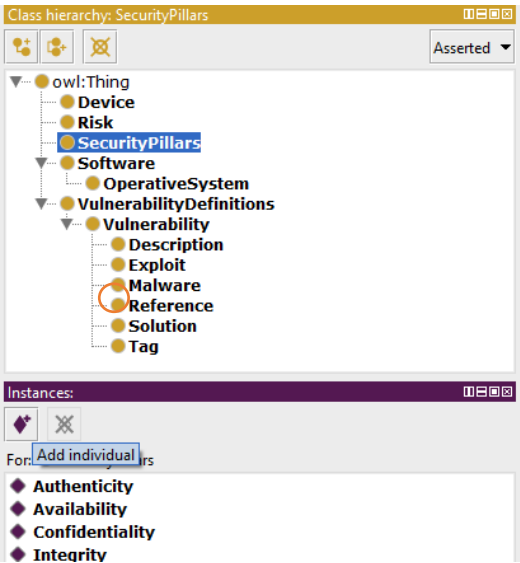 Class hierarchy: SecurityPillars
Asserted
owl:Thing
Device
Risk
SecurityPillars
Software
OperativeSystem
VulnerabilityDefinitions
Vulnerability
Description
Exploit
Malware
Reference
Solution
Tag
Instances:
Add individual
For:
Authenticity
Availability
Confidentiality
Integrity